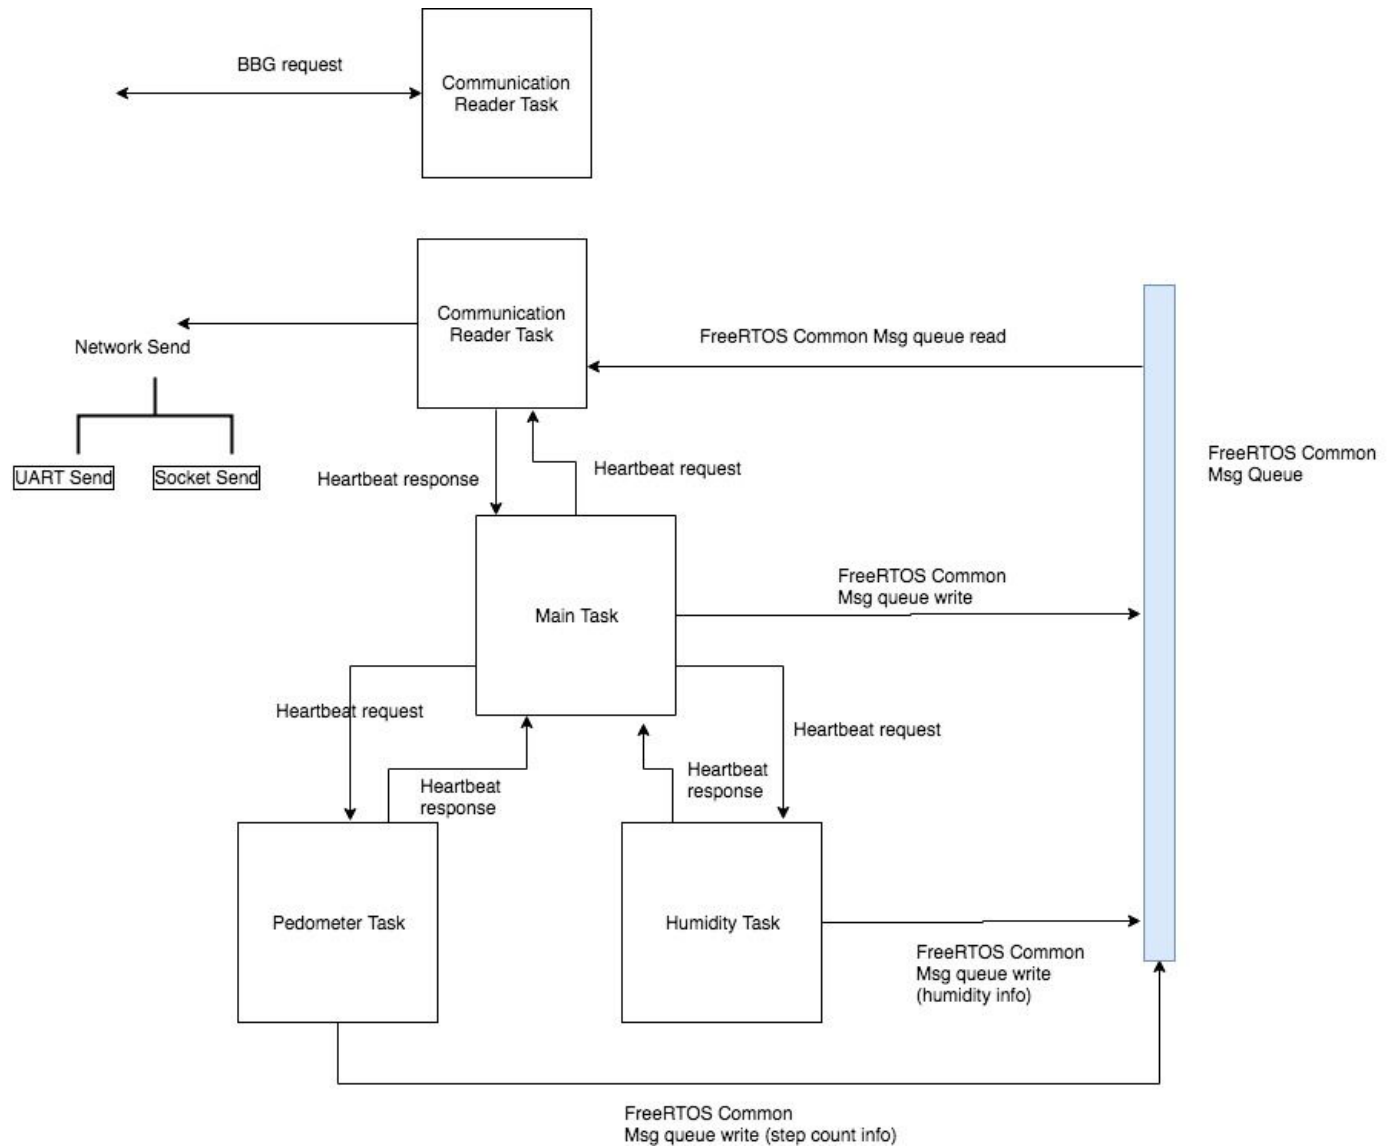 BBG request
Communication
Reader Task
Communication
Reader Task
Network Send
FreeRTOS Common Msg queue read
UART Send
Socket Send
Heartbeat response
Heartbeat request
FreeRTOS Common
Msg Queue
FreeRTOS Common
Msg queue write
Main Task
Heartbeat request
Heartbeat request
Heartbeat
response
Heartbeat
response
Pedometer Task
Humidity Task
FreeRTOS Common
Msg queue write
(humidity info)
FreeRTOS Common
Msg queue write (step count info)